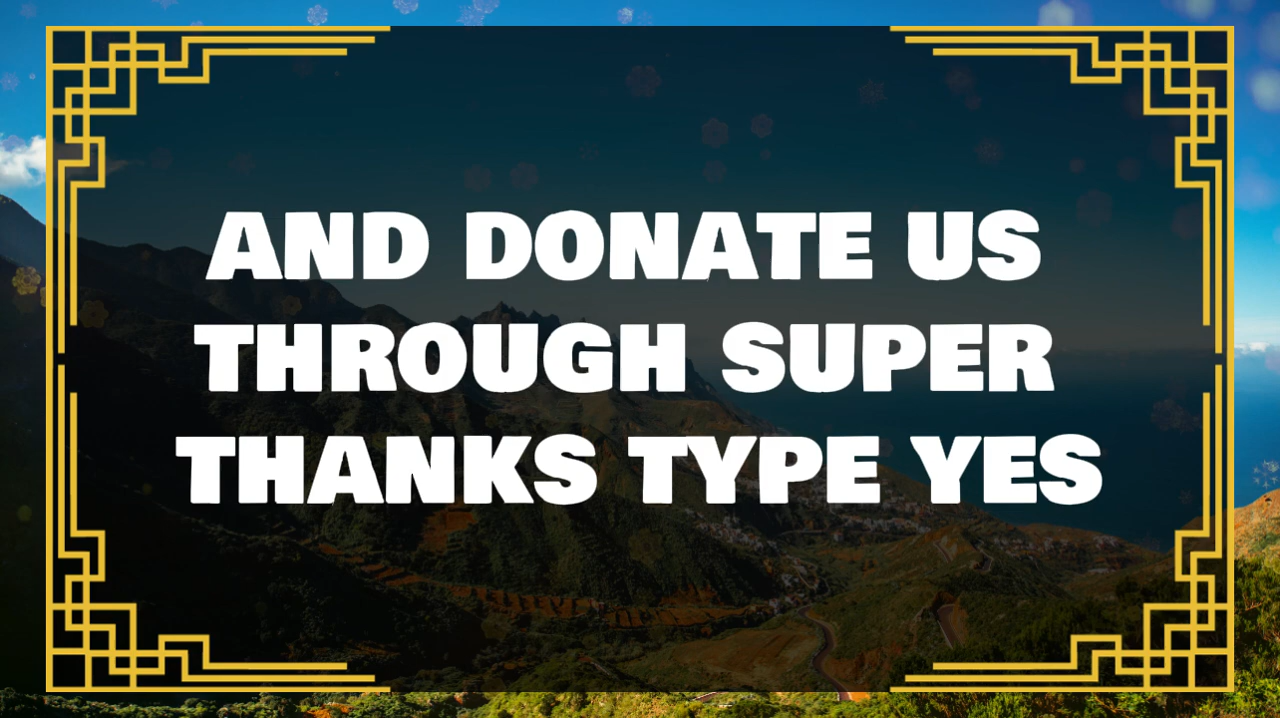 AND DONATE US
THROUGH SUPER
THANKS TYPE YES